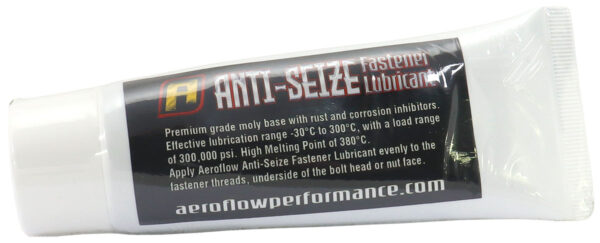 ANTI-SEIZE Fastener
Lubricant
Premium grade moly base with rust and corrosion inhibitors.
Effective lubrication range -30°C to 300°C, with a load range
of 300,000 psi. High Melting Point of 380°C.
Apply Aeroflow Anti-Seize Fastener Lubricant evenly to the
fastener threads, underside of the bolt head or nut face.
aeroflowperformance.com